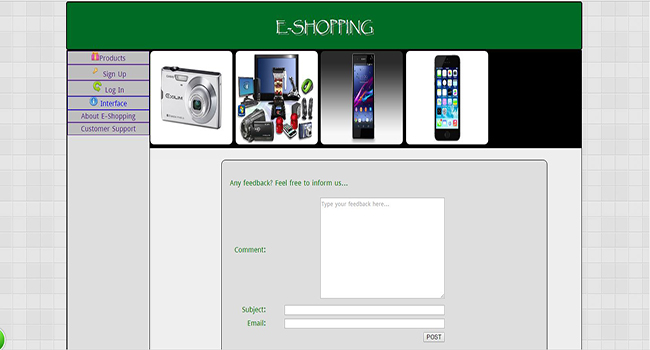 E-SHOPPING
Products
Sign Up
Log In
Interface
About E-Shopping
Customer Support
Any feedback? Feel free to inform us...
Type your feedback here...
Comment:
Subject:
Email:
POST